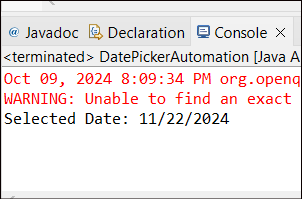 @ Javadoc Declaration Console ×
<terminated> DatePickerAutomation [Java A
Oct 09, 2024 8:09:34 PM org.openq
WARNING: Unable to find an exact
Selected Date: 11/22/2024